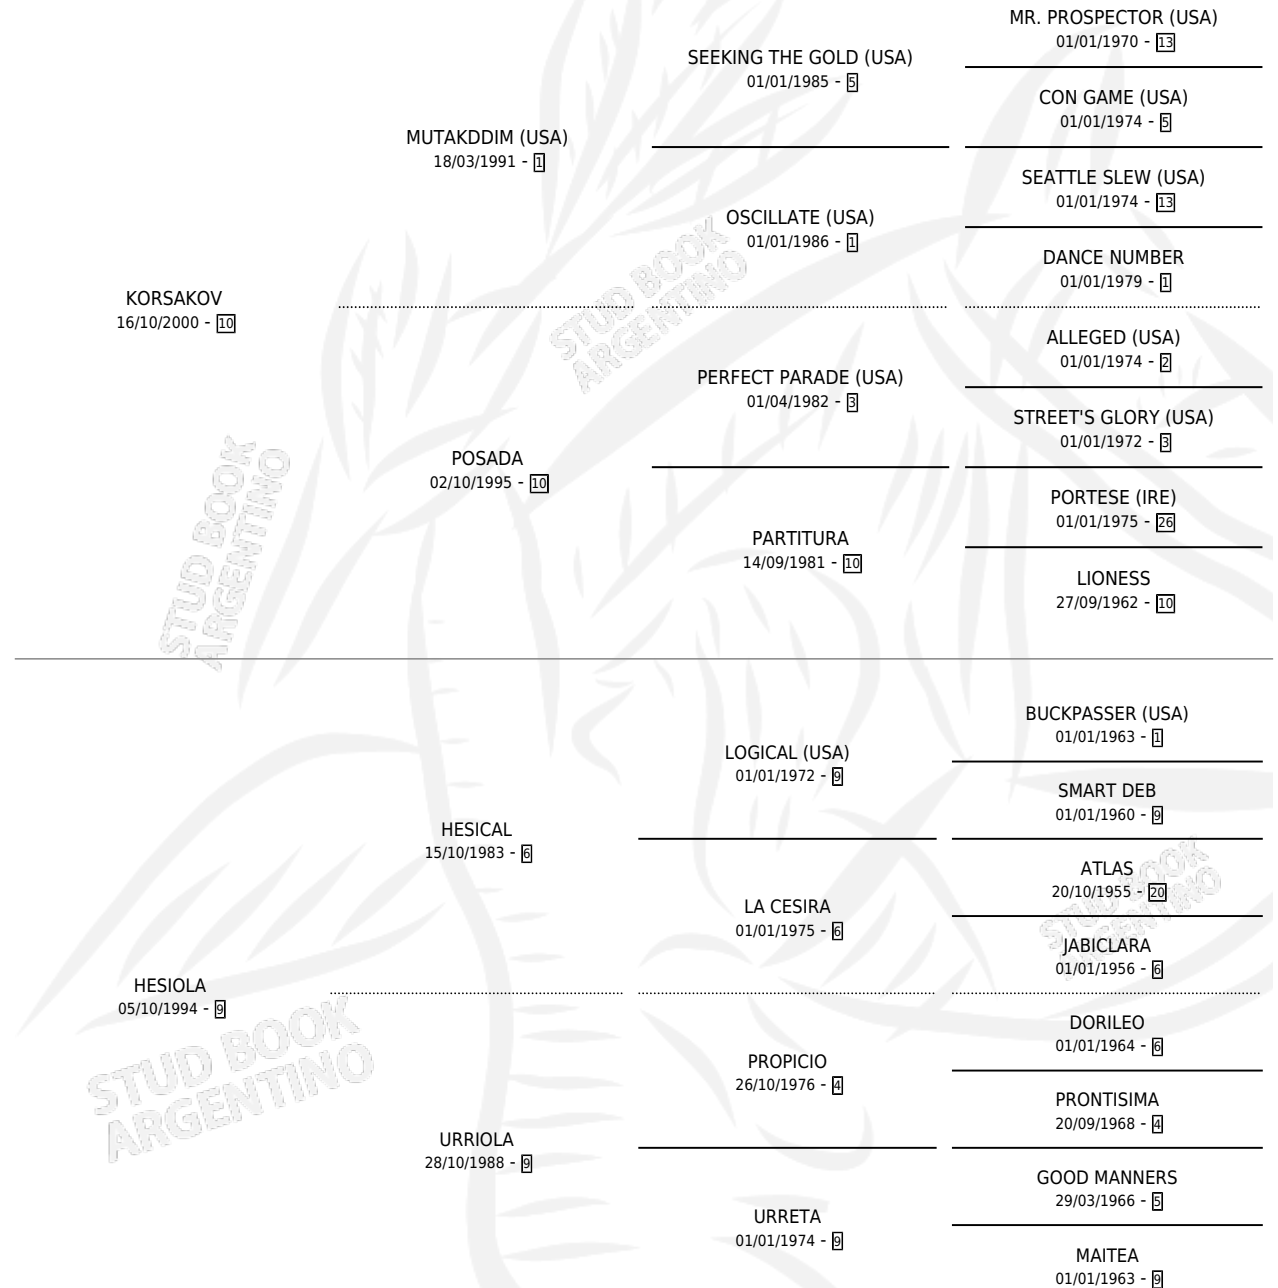 MR. PROSPECTOR (USA)
01/01/1970 - 13
SEEKING THE GOLD (USA)
01/01/1985 - 5
CON GAME (USA)
01/01/1974 - 5
MUTAKDDIM (USA)
18/03/1991 - 1
SEATTLE SLEW (USA)
01/01/1974 - 13
OSCILLATE (USA)
01/01/1986 - 1
DANCE NUMBER
01/01/1979 - 1
KORSAKOV
16/10/2000 - 10
ALLEGED (USA)
01/01/1974 - 2
PERFECT PARADE (USA)
01/04/1982 - 3
STREET'S GLORY (USA)
01/01/1972 - 3
POSADA
02/10/1995 - 10
PORTESE (IRE)
01/01/1975 - 26
PARTITURA
14/09/1981 - 10
LIONESS
27/09/1962 - 10
BUCKPASSER (USA)
01/01/1963 - 1
LOGICAL (USA)
01/01/1972 - 9
SMART DEB
01/01/1960 - 9
HESICAL
15/10/1983 - 6
ATLAS
20/10/1955 - 20
LA CESIRA
01/01/1975 - 6
JABICLARA
01/01/1956 - 6
HESIOLA
05/10/1994 - 9
DORILEO
01/01/1964 - 6
PROPICIO
26/10/1976 - 4
PRONTISIMA
20/09/1968 - 4
URRIOLA
28/10/1988 - 9
GOOD MANNERS
29/03/1966 - 5
URRETA
01/01/1974 - 9
MAITEA
01/01/1963 - 9
STUD BOOK
ARGENTINO
STUD BOOK
ARGENTINO
STUD BOOK
ARGENTINO
STUD BOOK
ARGENTINO